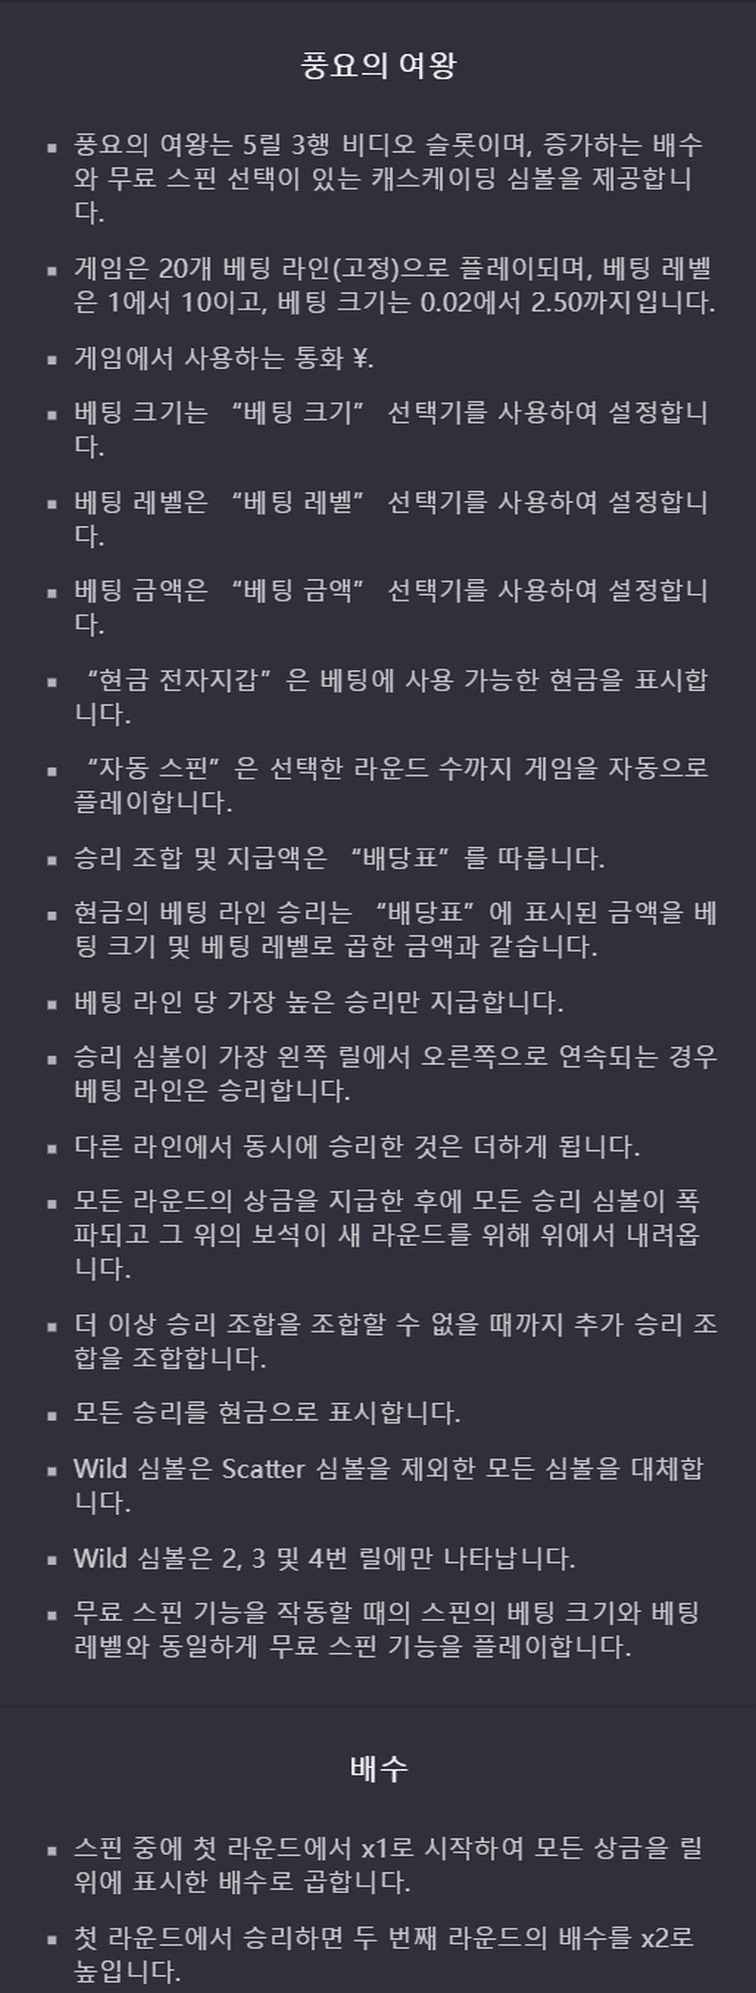 풍요의 여왕
▪ 풍요의 여왕는 5릴 3행 비디오 슬롯이며, 증가하는 배수
와 무료 스핀 선택이 있는 캐스케이딩 심볼을 제공합니
다.
▪ 게임은 20개 베팅 라인(고정)으로 플레이되며, 베팅 레벨
은 1에서 10이고, 베팅 크기는 0.02에서 2.50까지입니다.
▪ 게임에서 사용하는 통화 ¥.
▪ 베팅 크기는 “베팅 크기” 선택기를 사용하여 설정합니
다.
▪ 베팅 레벨은 “베팅 레벨” 선택기를 사용하여 설정합니
다.
▪ 베팅 금액은 “베팅 금액” 선택기를 사용하여 설정합니
다.
▪ “현금 전자지갑” 은 베팅에 사용 가능한 현금을 표시합
니다.
▪ “자동 스핀” 은 선택한 라운드 수까지 게임을 자동으로
플레이합니다.
▪ 승리 조합 및 지급액은 “배당표” 를 따릅니다.
▪ 현금의 베팅 라인 승리는 “배당표” 에 표시된 금액을 베
팅 크기 및 베팅 레벨로 곱한 금액과 같습니다.
▪ 베팅 라인 당 가장 높은 승리만 지급합니다.
▪ 승리 심볼이 가장 왼쪽 릴에서 오른쪽으로 연속되는 경우
베팅 라인은 승리합니다.
▪ 다른 라인에서 동시에 승리한 것은 더하게 됩니다.
▪ 모든 라운드의 상금을 지급한 후에 모든 승리 심볼이 폭
파되고 그 위의 보석이 새 라운드를 위해 위에서 내려옵
니다.
▪ 더 이상 승리 조합을 조합할 수 없을 때까지 추가 승리 조
합을 조합합니다.
▪ 모든 승리를 현금으로 표시합니다.
▪ Wild 심볼은 Scatter 심볼을 제외한 모든 심볼을 대체합
니다.
▪ Wild 심볼은 2, 3 및 4번 릴에만 나타납니다.
▪ 무료 스핀 기능을 작동할 때의 스핀의 베팅 크기와 베팅
레벨와 동일하게 무료 스핀 기능을 플레이합니다.
배수
▪ 스핀 중에 첫 라운드에서 x1로 시작하여 모든 상금을 릴
위에 표시한 배수로 곱합니다.
▪ 첫 라운드에서 승리하면 두 번째 라운드의 배수를 x2로
높입니다.